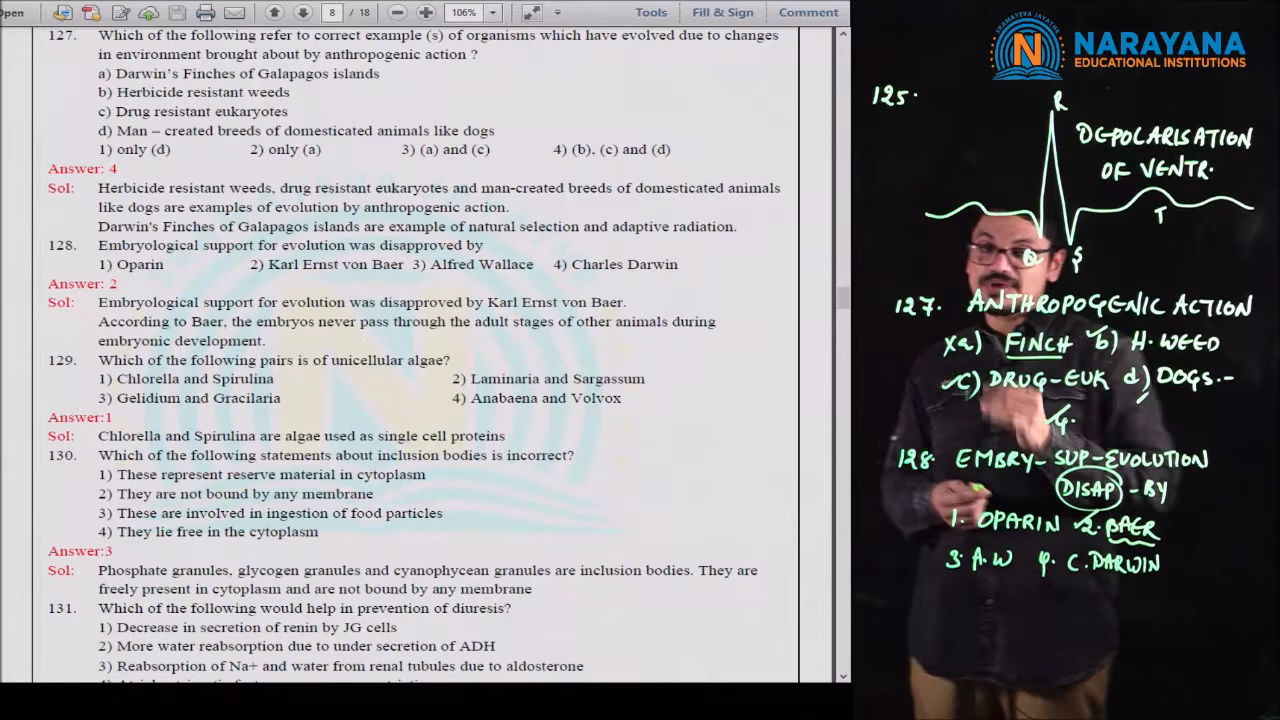 Open
8 / 18
106%
Tools
Fill & Sign
Comment
127. Which of the following refer to correct example (s) of organisms which have evolved due to changes
in environment brought about by anthropogenic action ?
a) Darwin's Finches of Galapagos islands
b) Herbicide resistant weeds
c) Drug resistant eukaryotes
d) Man – created breeds of domesticated animals like dogs
1) only (d) 2) only (a) 3) (a) and (c) 4) (b), (c) and (d)
Answer: 4
Sol: Herbicide resistant weeds, drug resistant eukaryotes and man-created breeds of domesticated animals
like dogs are examples of evolution by anthropogenic action.
Darwin's Finches of Galapagos islands are example of natural selection and adaptive radiation.
128. Embryological support for evolution was disapproved by
1) Oparin 2) Karl Ernst von Baer 3) Alfred Wallace 4) Charles Darwin
Answer: 2
Sol: Embryological support for evolution was disapproved by Karl Ernst von Baer.
According to Baer, the embryos never pass through the adult stages of other animals during
embryonic development.
129. Which of the following pairs is of unicellular algae?
1) Chlorella and Spirulina 2) Laminaria and Sargassum
3) Gelidium and Gracilaria 4) Anabaena and Volvox
Answer:1
Sol: Chlorella and Spirulina are algae used as single cell proteins
130. Which of the following statements about inclusion bodies is incorrect?
1) These represent reserve material in cytoplasm
2) They are not bound by any membrane
3) These are involved in ingestion of food particles
4) They lie free in the cytoplasm
Answer:3
Sol: Phosphate granules, glycogen granules and cymnophycean granules are inclusion bodies. They are
freely present in cytoplasm and are not bound by any membrane
131. Which of the following would help in prevention of diuresis?
1) Decrease in secretion of renin by JG cells
2) More water reabsorption due to under secretion of ADH
3) Reabsorption of Na+ and water from renal tubules due to aldosterone
SRAMAYEVA JAYATHE
N
NARAYANA
EDUCATIONAL INSTITUTIONS
125.
R
DEPOLARISATION
OF VENTR.
T
Q S
127. ANTHROPOGENIC ACTION
xa) FINCH ✓b) H. WEED
✓c) DRUG-EUK d) DOGS.-
✓4.
128. EMBRY- SUP-EVOLUTION
DISAP - BY
1. OPARIN ✓2. BAER
3. A.W 4. C. DARWIN